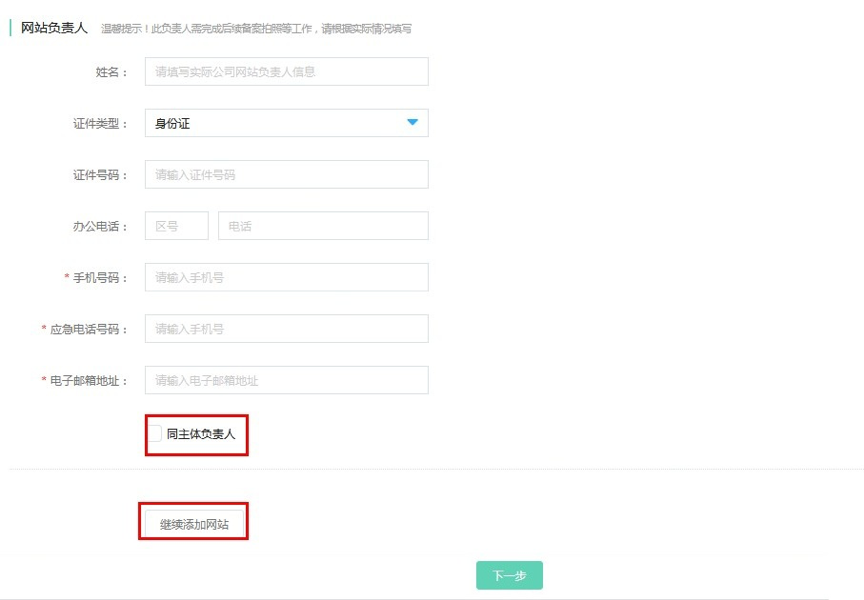 网站负责人 温馨提示！此负责人需完成后续备案拍照等工作，请根据实际情况填写
姓名： 请填写实际公司网站负责人信息
证件类型： 身份证
证件号码： 请输入证件号码
办公电话： 区号 电话
* 手机号码： 请输入手机号
* 应急电话号码： 请输入手机号
* 电子邮箱地址： 请输入电子邮箱地址
同主体负责人
继续添加网站
下一步